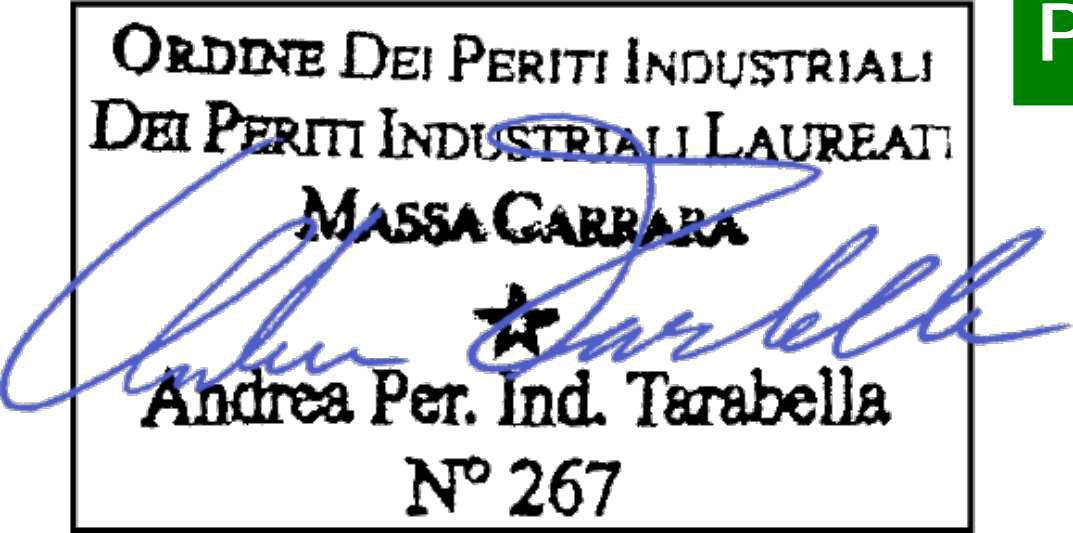 ORDINE DEI PERITI INDUSTRIALI
DEI PERITI INDUSTRIALI LAUREATI
MASSA CARRARA
Andrea Per. Ind. Tarabella
N° 267
P